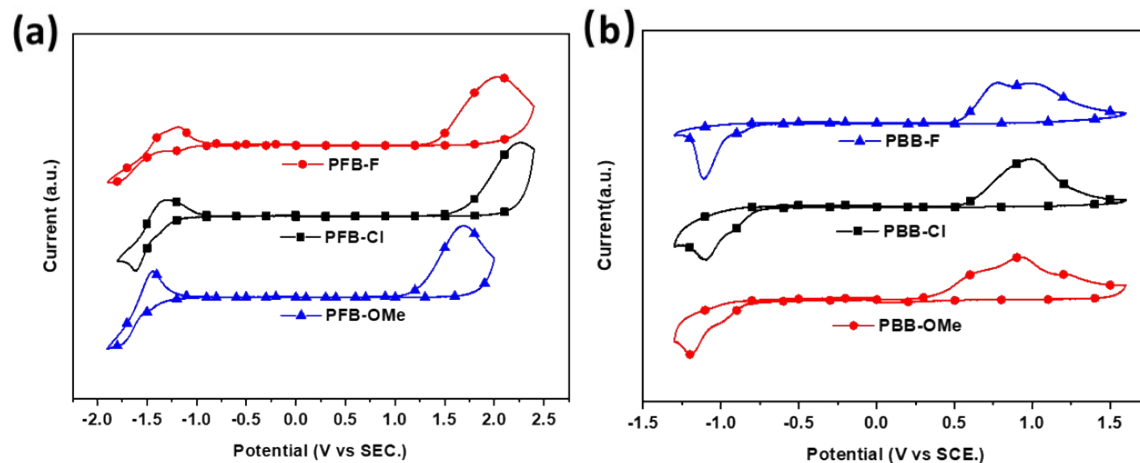 (a)
PFB-F
PFB-Cl
PFB-OMe
Current (a.u.)
-2.0 -1.5 -1.0 -0.5 0.0 0.5 1.0 1.5 2.0 2.5
Potential (V vs SEC.)
(b)
PBB-F
PBB-Cl
PBB-OMe
Current(a.u.)
-1.5 -1.0 -0.5 0.0 0.5 1.0 1.5
Potential (V vs SCE.)